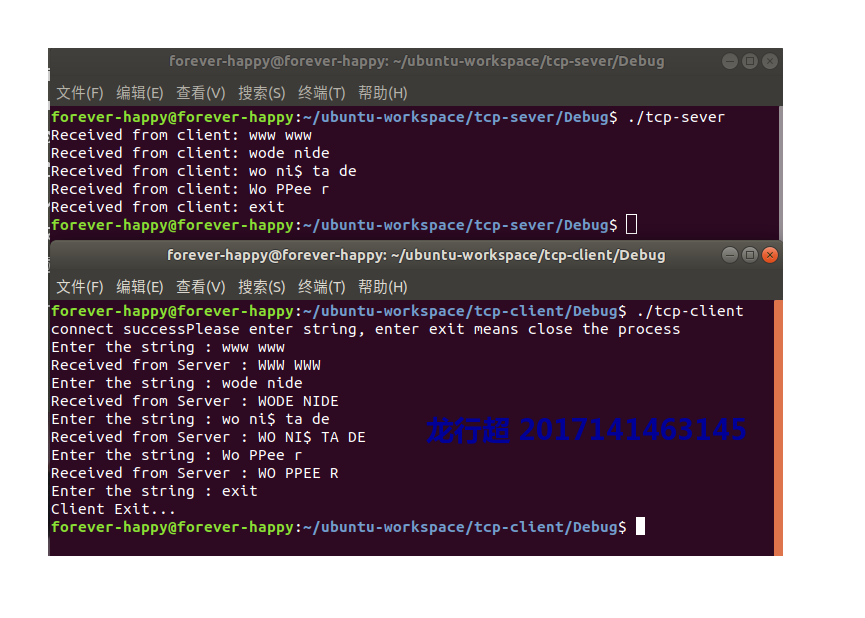 forever-happy@forever-happy: ~/ubuntu-workspace/tcp-sever/Debug
文件(F) 编辑(E) 查看(V) 搜索(S) 终端(T) 帮助(H)
forever-happy@forever-happy:~/ubuntu-workspace/tcp-sever/Debug$ ./tcp-sever
Received from client: www www
Received from client: wode nide
Received from client: wo ni$ ta de
Received from client: Wo PPee r
Received from client: exit
forever-happy@forever-happy:~/ubuntu-workspace/tcp-sever/Debug$
forever-happy@forever-happy: ~/ubuntu-workspace/tcp-client/Debug
文件(F) 编辑(E) 查看(V) 搜索(S) 终端(T) 帮助(H)
forever-happy@forever-happy:~/ubuntu-workspace/tcp-client/Debug$ ./tcp-client
connect successPlease enter string, enter exit means close the process
Enter the string : www www
Received from Server : WWW WWW
Enter the string : wode nide
Received from Server : WODE NIDE
Enter the string : wo ni$ ta de
Received from Server : WO NI$ TA DE
龙行超 2017141463145
Enter the string : Wo PPee r
Received from Server : WO PPEE R
Enter the string : exit
Client Exit...
forever-happy@forever-happy:~/ubuntu-workspace/tcp-client/Debug$